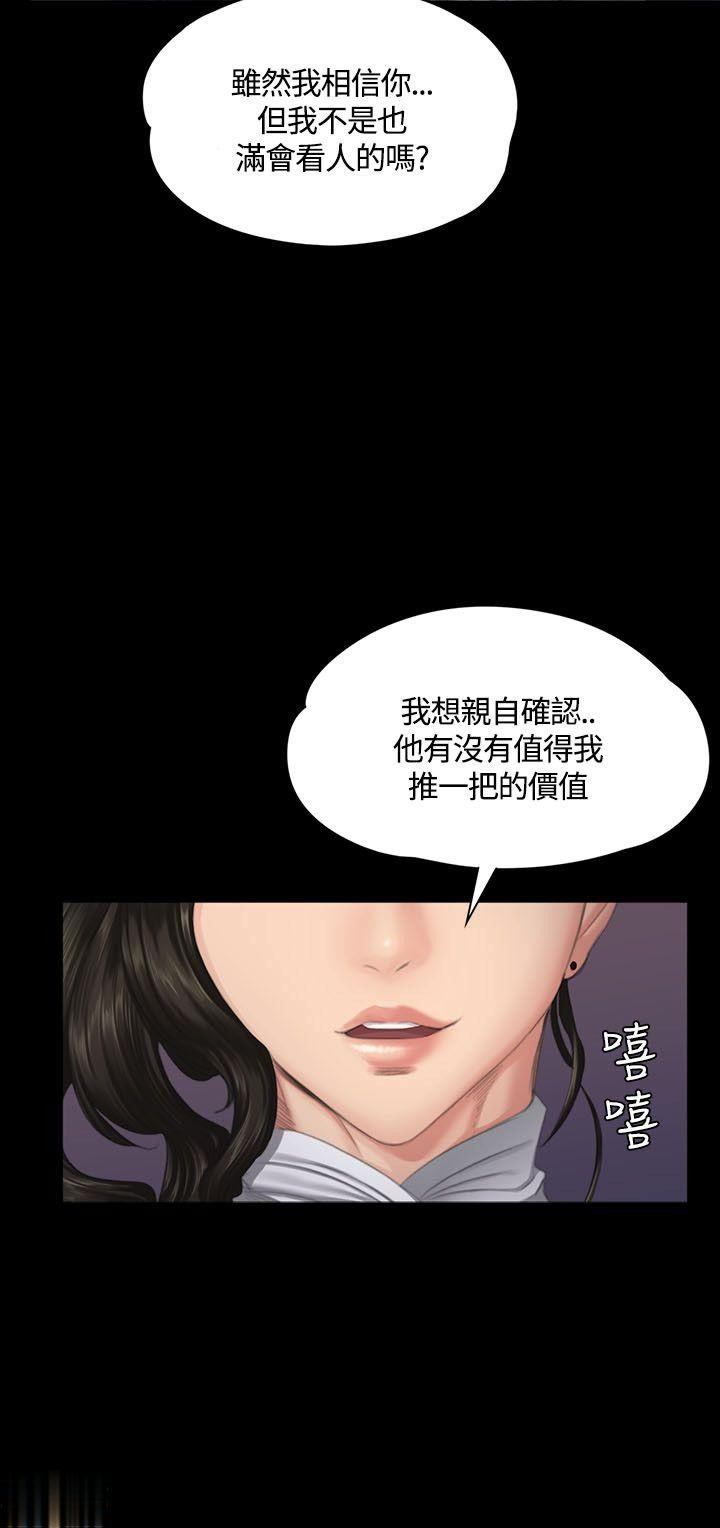 雖然我相信你...
但我不是也
滿會看人的嗎?
我想親自確認..
他有沒有值得我
推一把的價值
嘻
嘻